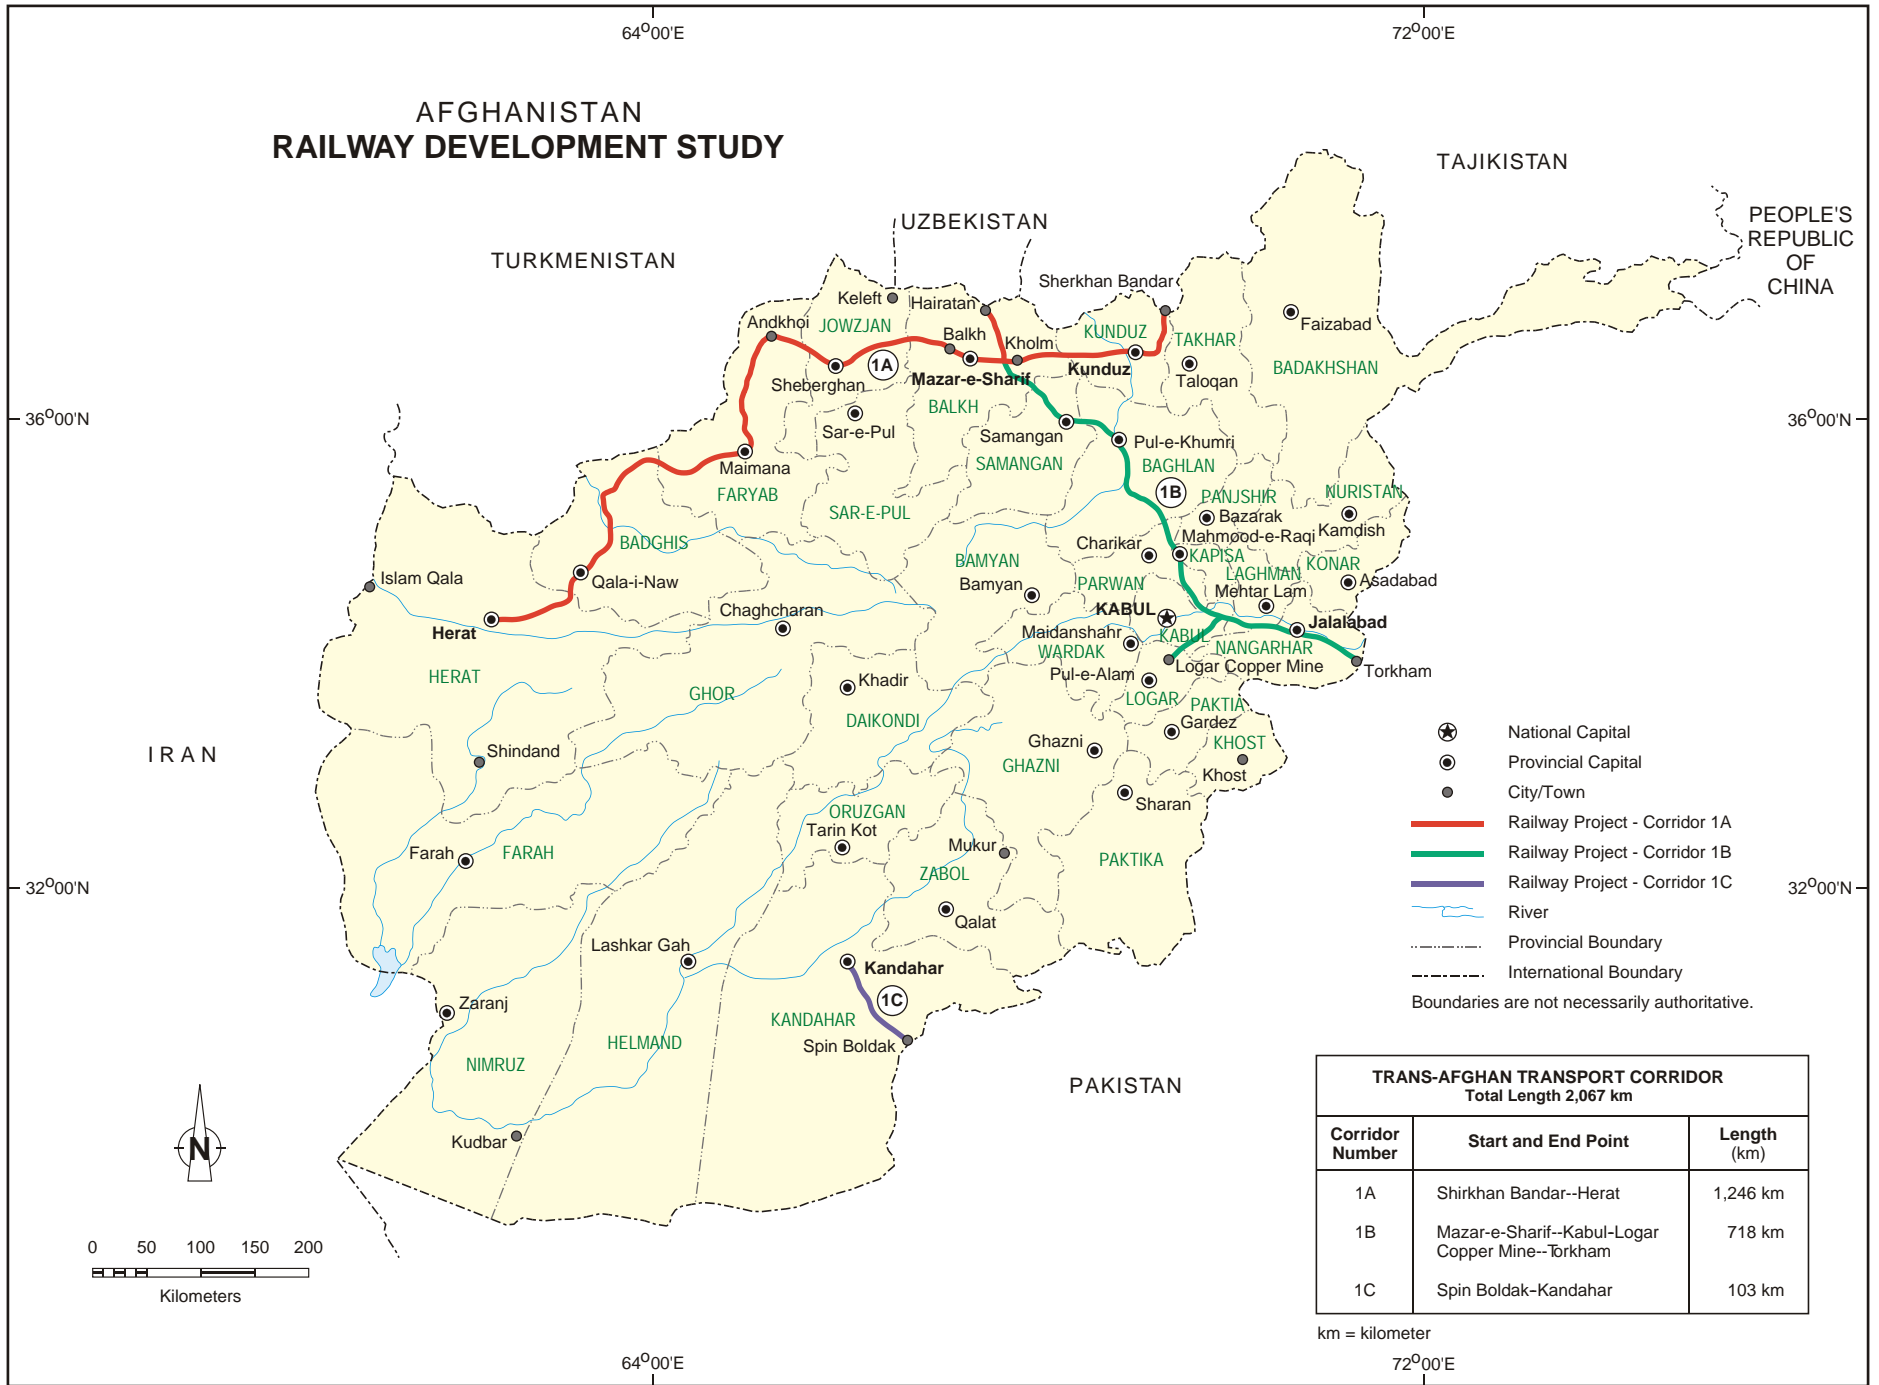 64°00'E
72°00'E
AFGHANISTAN
RAILWAY DEVELOPMENT STUDY
TAJIKISTAN
UZBEKISTAN
TURKMENISTAN
PEOPLE'S
REPUBLIC
OF
CHINA
Sherkhan Bandar
Keleft
Hairatan
Andkhoi
JOWZJAN
Balkh
Kholm
KUNDUZ
TAKHAR
Faizabad
1A
Sheberghan
Mazar-e-Sharif
Kunduz
Taloqan
BADAKHSHAN
BALKH
36°00'N
36°00'N
Sar-e-Pul
Samangan
Pul-e-Khumri
Maimana
SAMANGAN
BAGHLAN
FARYAB
1B
PANJSHIR
NURISTAN
SAR-E-PUL
Bazarak
Kamdish
Mahmood-e-Raqi
BADGHIS
Charikar
KAPISA
BAMYAN
LAGHMAN
KONAR
Islam Qala
Qala-i-Naw
Bamyan
PARWAN
Mehtar Lam
Asadabad
Chaghcharan
KABUL
Herat
Jalalabad
Maidanshahr
KABUL
WARDAK
NANGARHAR
HERAT
Pul-e-Alam
Logar Copper Mine
Torkham
GHOR
Khadir
LOGAR
PAKTIA
DAIKONDI
Gardez
Shindand
Ghazni
KHOST
IRAN
GHAZNI
Khost
ORUZGAN
Sharan
Tarin Kot
Mukur
Farah
FARAH
ZABOL
PAKTIKA
32°00'N
32°00'N
Qalat
Lashkar Gah
Kandahar
Zaranj
1C
KANDAHAR
HELMAND
Spin Boldak
NIMRUZ
PAKISTAN
Kudbar
N
National Capital
Provincial Capital
City/Town
Railway Project - Corridor 1A
Railway Project - Corridor 1B
Railway Project - Corridor 1C
River
Provincial Boundary
International Boundary
Boundaries are not necessarily authoritative.
TRANS-AFGHAN TRANSPORT CORRIDOR
Total Length 2,067 km
Corridor Number Start and End Point Length (km)
1A Shirkhan Bandar--Herat 1,246 km
1B Mazar-e-Sharif--Kabul-Logar 718 km
Copper Mine--Torkham
1C Spin Boldak-Kandahar 103 km
km = kilometer
0 50 100 150 200
Kilometers
64°00'E
72°00'E